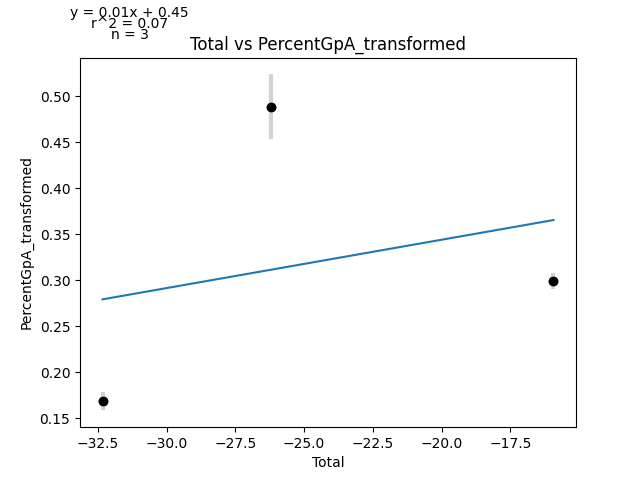 y = 0.01x + 0.45
r^2 = 0.07
n = 3
Total vs PercentGpA_transformed
PercentGpA_transformed
0.50
0.45
0.40
0.35
0.30
0.25
0.20
0.15
−32.5 −30.0 −27.5 −25.0 −22.5 −20.0 −17.5
Total